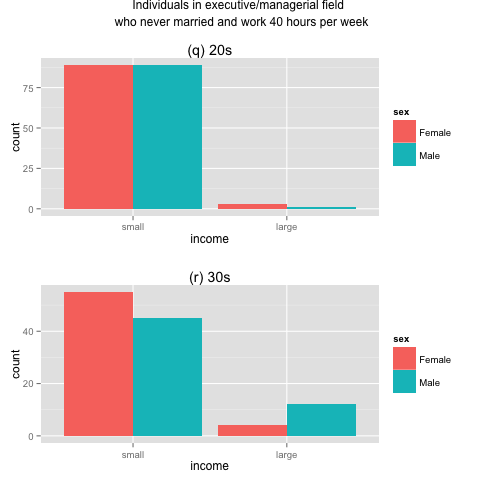 Individuals in executive/managerial field
who never married and work 40 hours per week
(q) 20s
75
50
25
0
count
small
large
income
sex
Female
Male
(r) 30s
40
20
0
count
small
large
income
sex
Female
Male